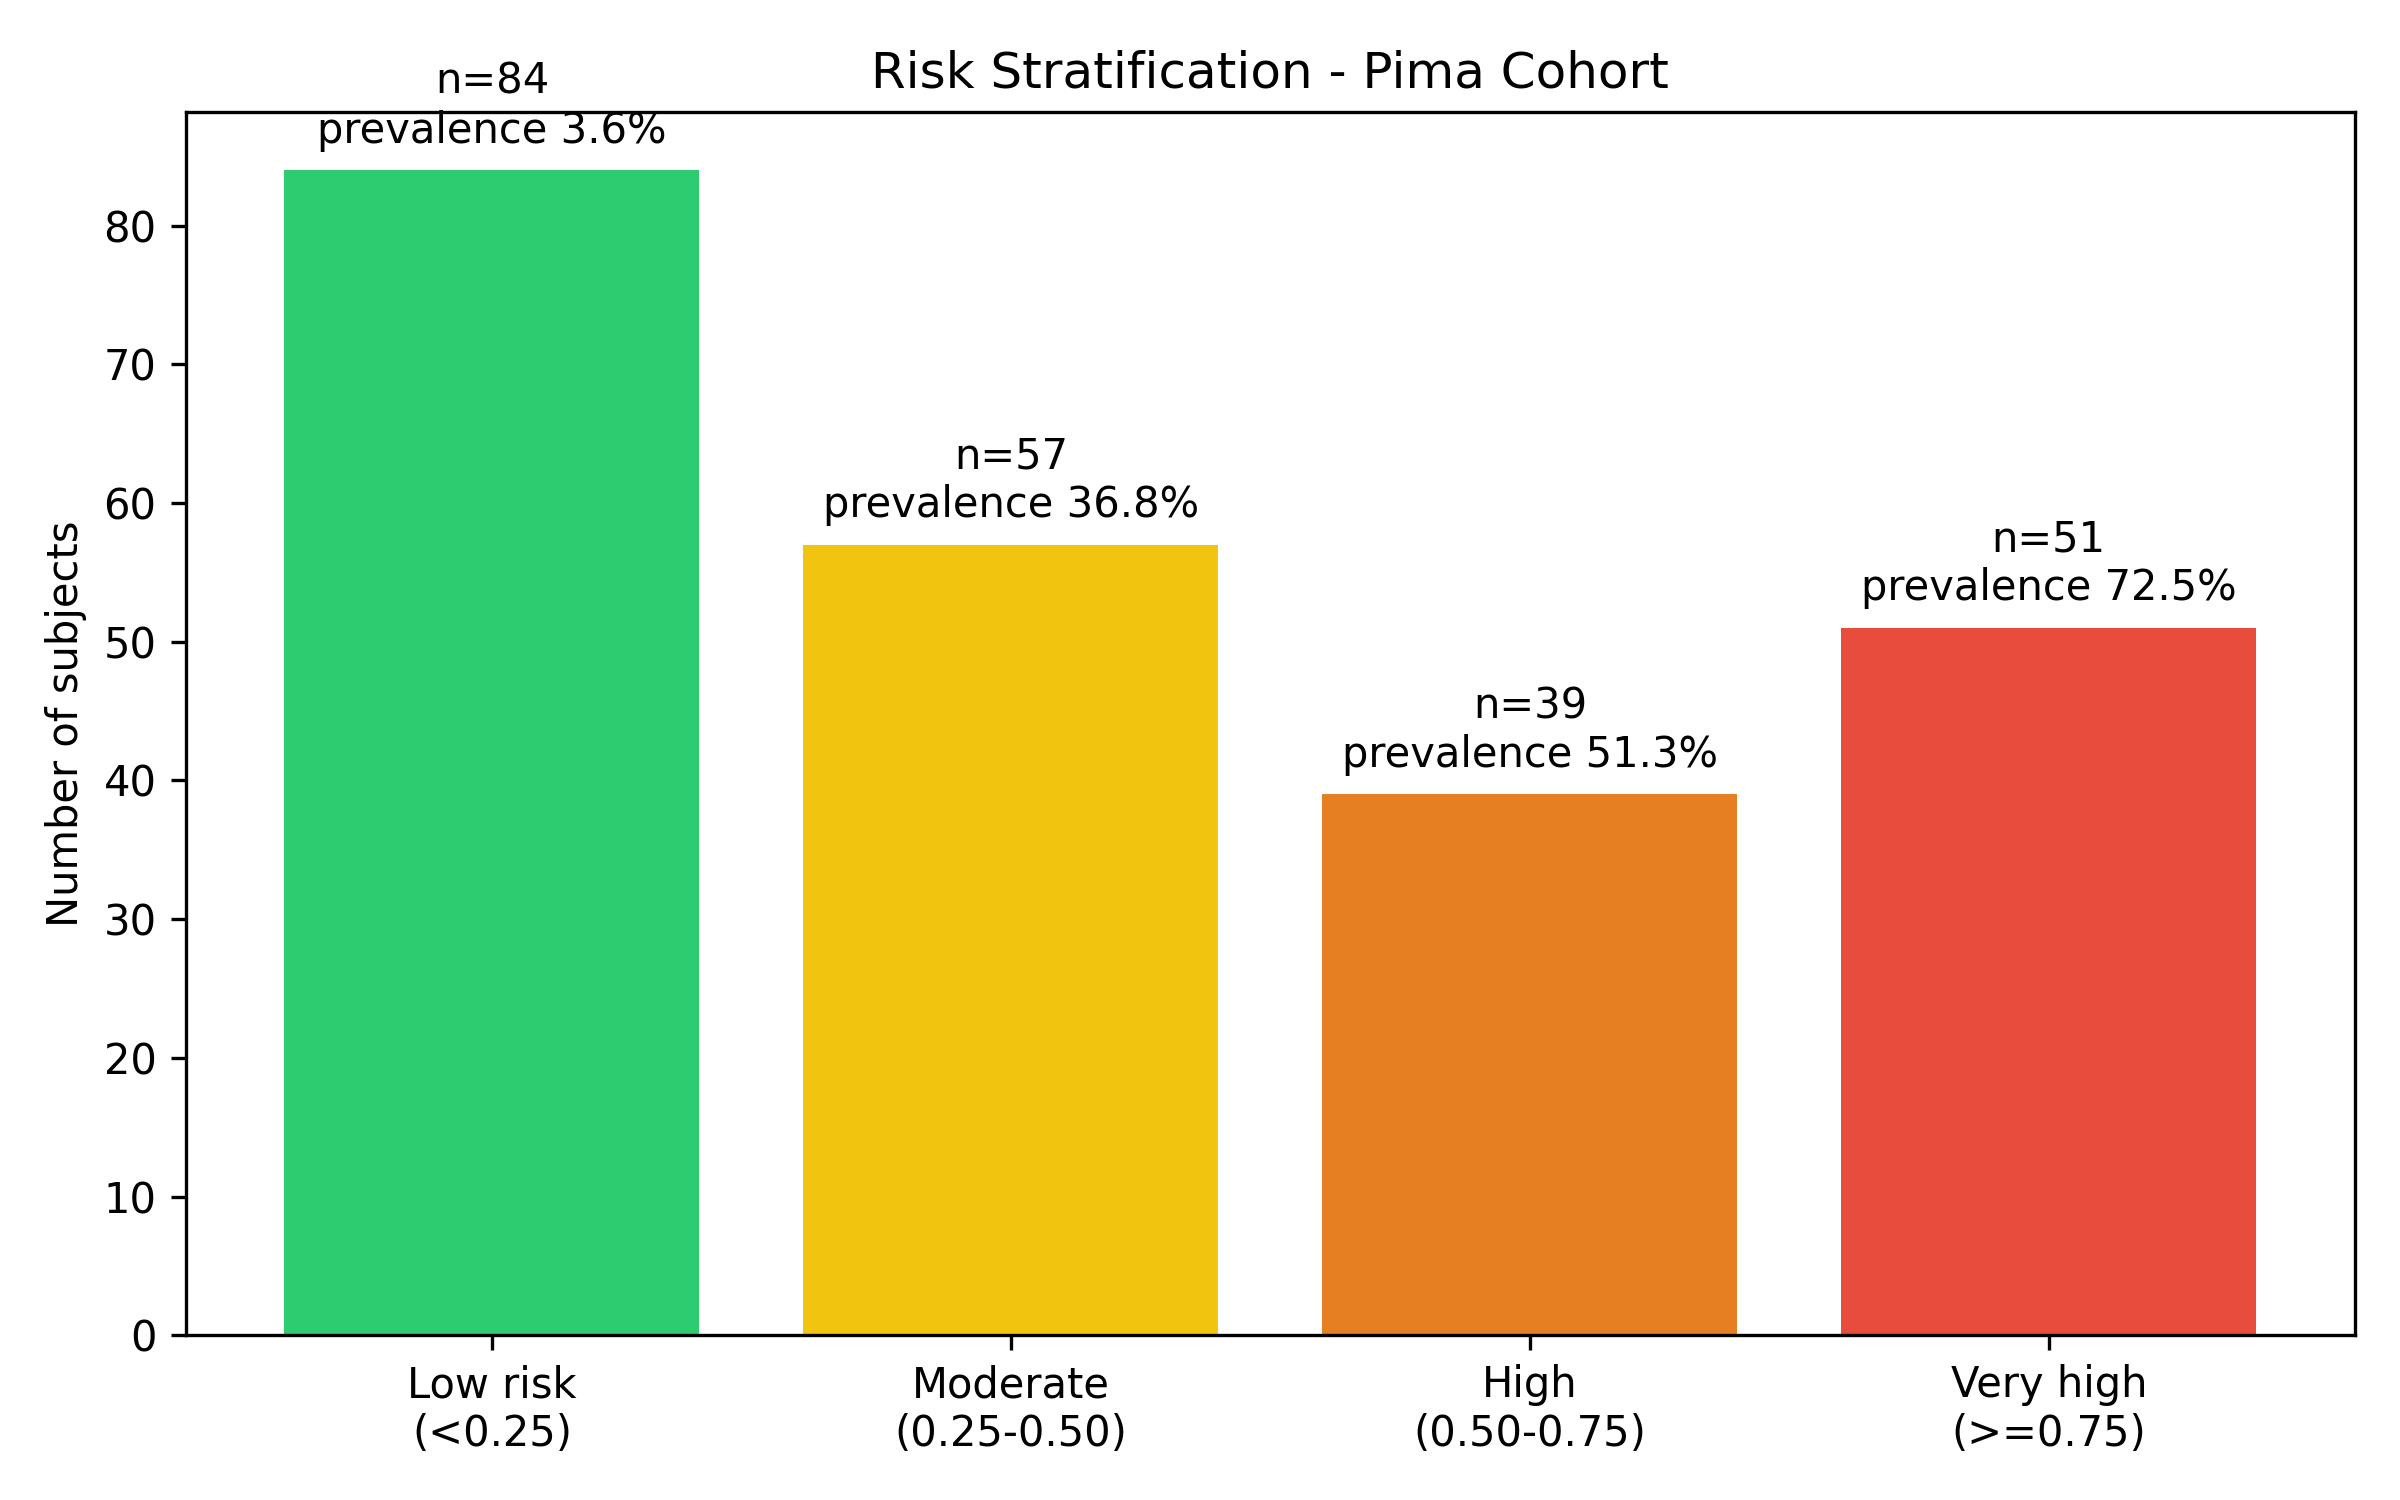 Risk Stratification - Pima Cohort
n=84
prevalence 3.6%
n=57
prevalence 36.8%
n=39
prevalence 51.3%
n=51
prevalence 72.5%
Number of subjects
80
70
60
50
40
30
20
10
0
Low risk
(<0.25)
Moderate
(0.25-0.50)
High
(0.50-0.75)
Very high
(>=0.75)